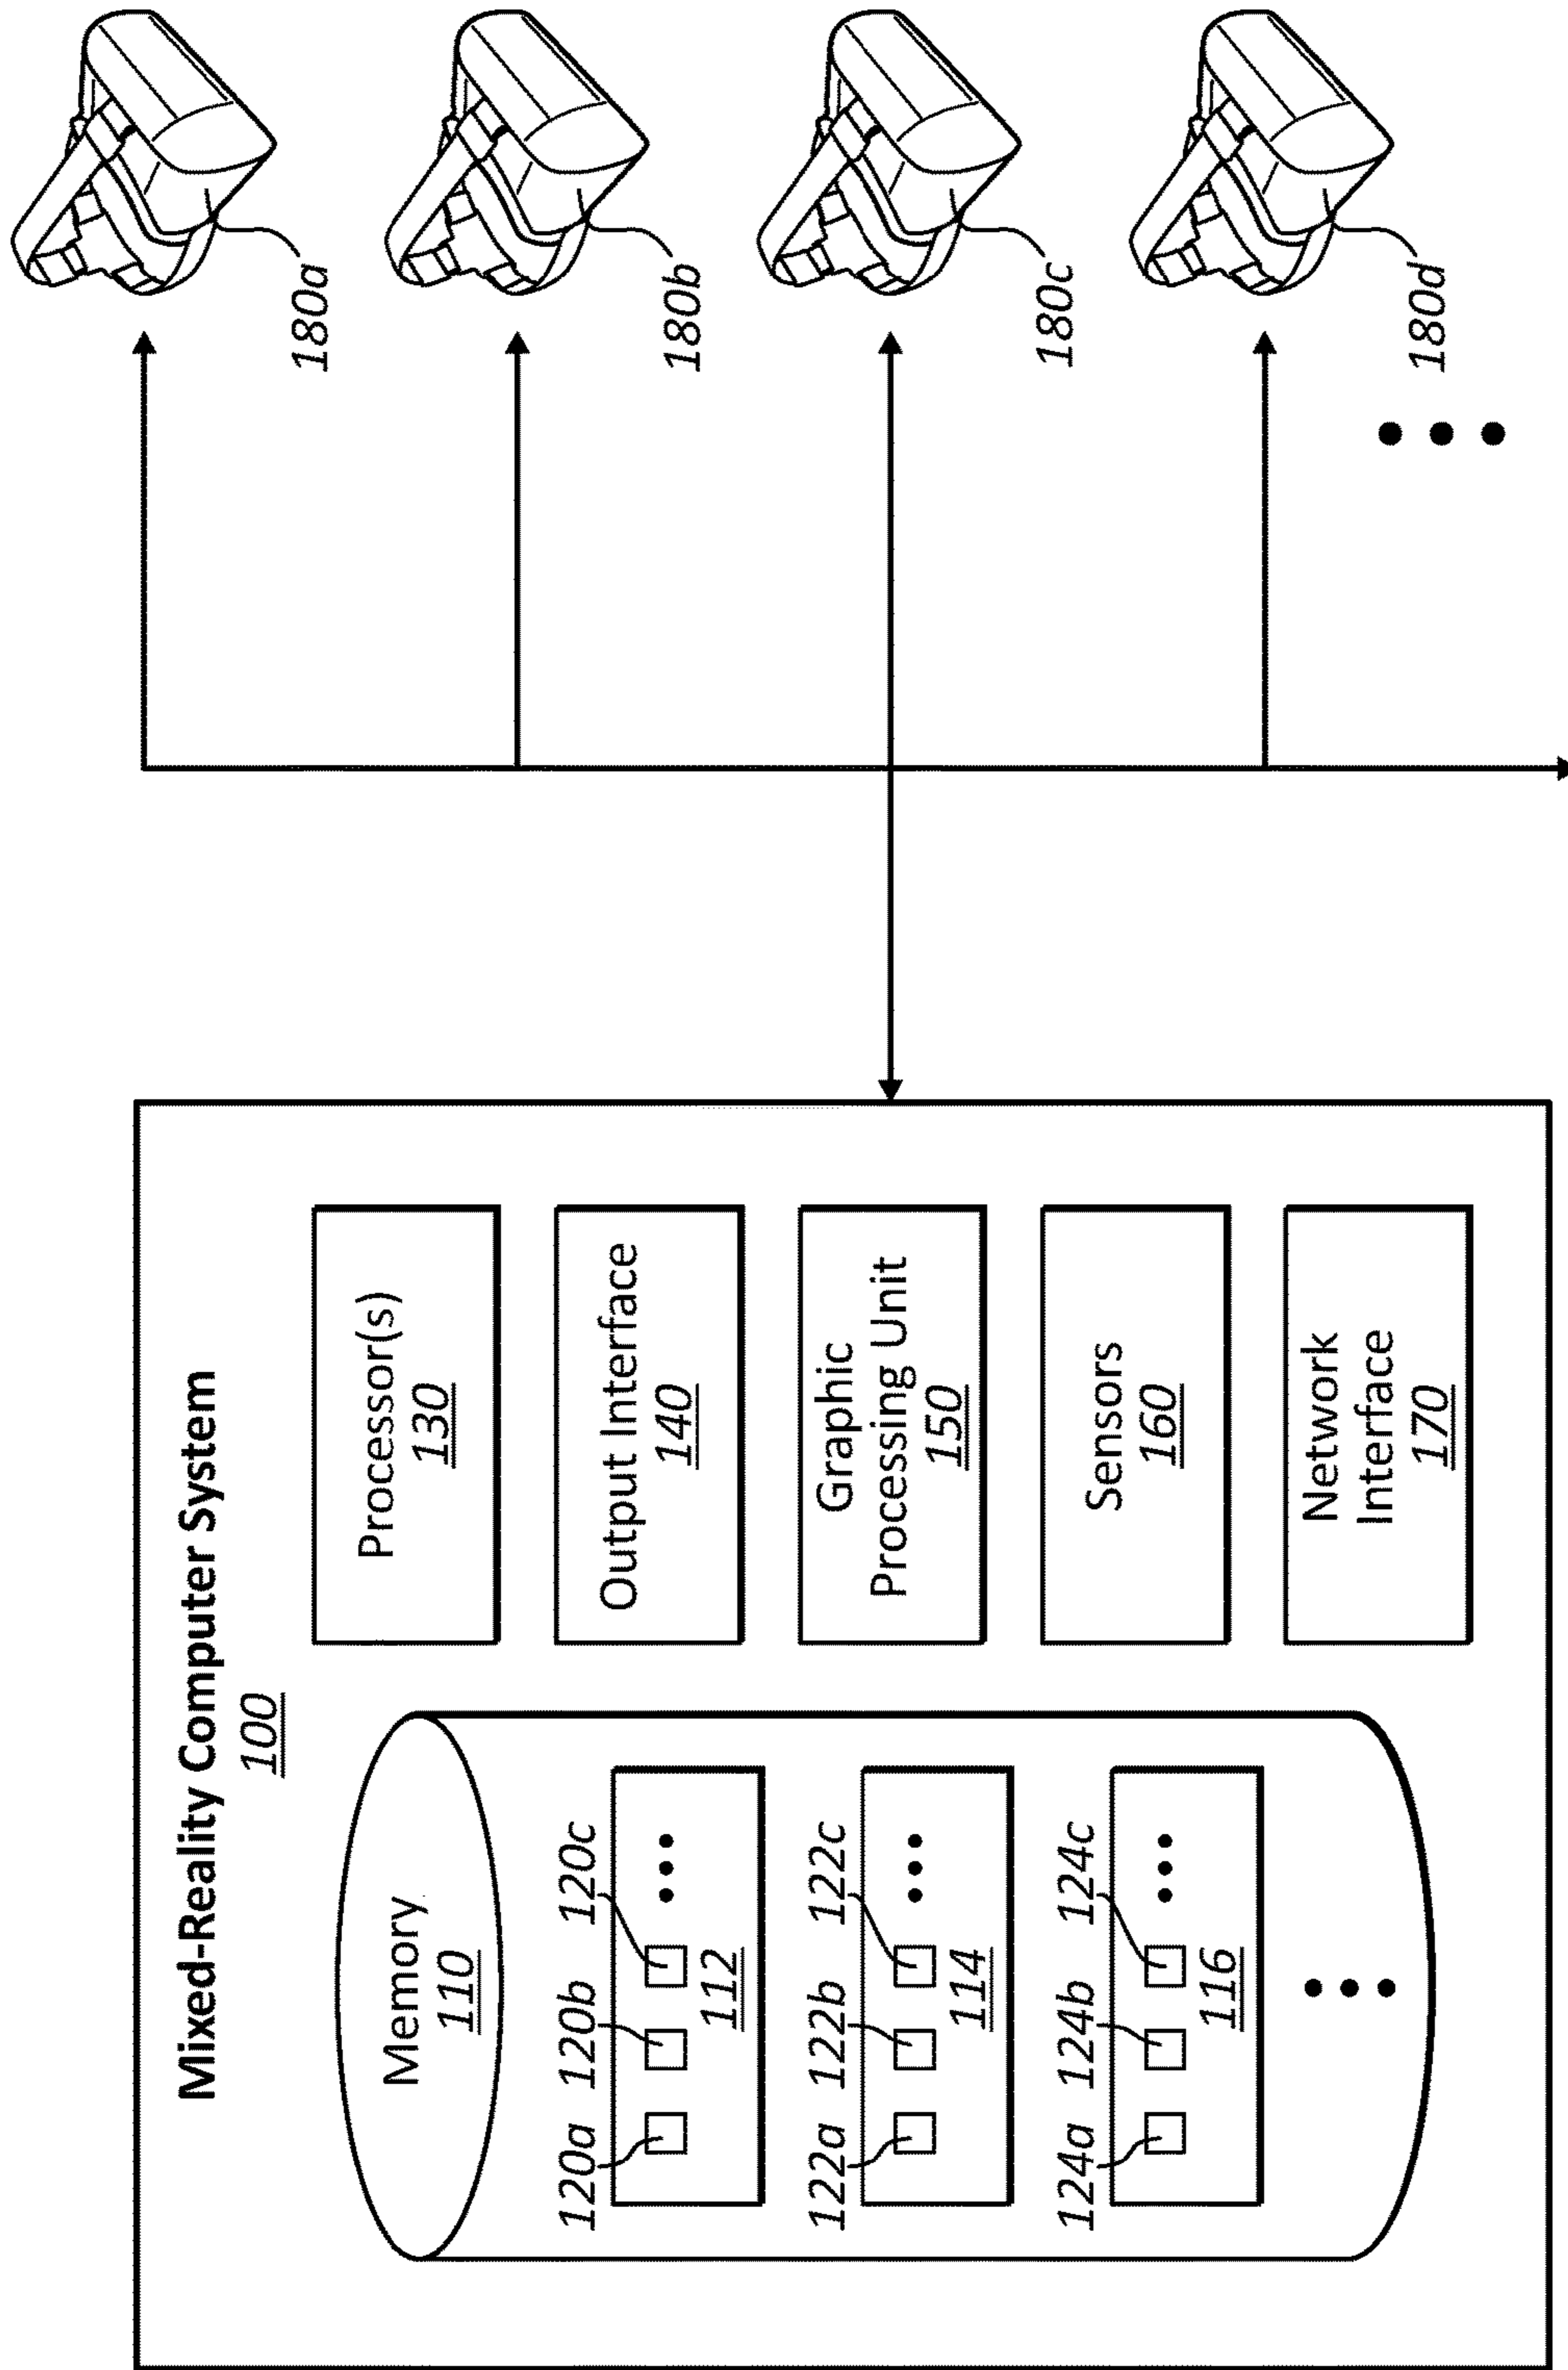 Mixed-Reality Computer System
100
Memory
110
120a
120b
120c
112
122a
122b
122c
114
124a
124b
124c
116
Processor(s)
130
Output Interface
140
Graphic
Processing Unit
150
Sensors
160
Network
Interface
170
180a
180b
180c
180d